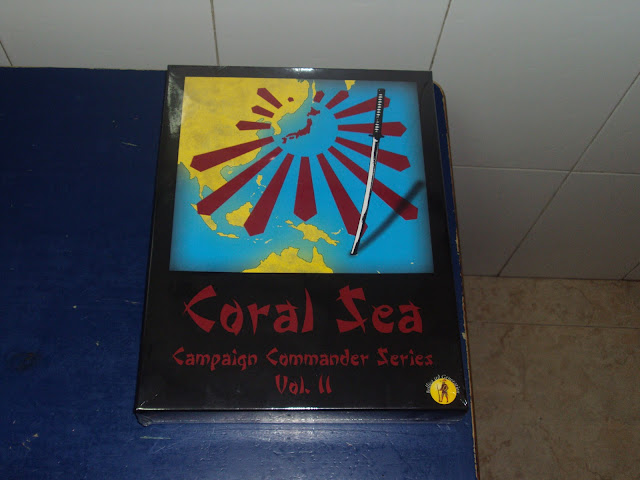 Coral Sea
Campaign Commander Series
Vol. II